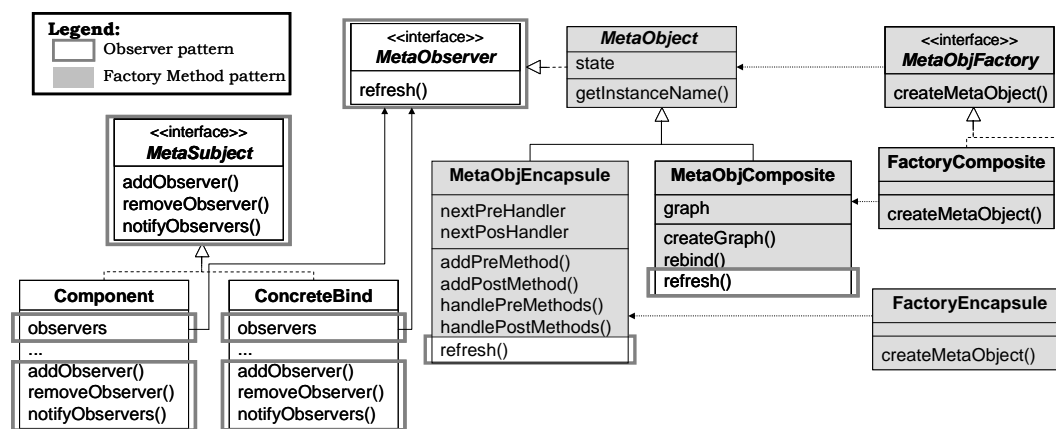 Legend:
Observer pattern
Factory Method pattern
<<interface>>
MetaSubject
addObserver()
removeObserver()
notifyObservers()
Component
observers
...
addObserver()
removeObserver()
notifyObservers()
ConcreteBind
observers
...
addObserver()
removeObserver()
notifyObservers()
<<interface>>
MetaObserver
refresh()
MetaObject
state
getInstanceName()
MetaObjEncapsule
nextPreHandler
nextPosHandler
addPreMethod()
addPostMethod()
handlePreMethods()
handlePostMethods()
refresh()
MetaObjComposite
graph
createGraph()
rebind()
refresh()
<<interface>>
MetaObjFactory
createMetaObject()
FactoryComposite
createMetaObject()
FactoryEncapsule
createMetaObject()